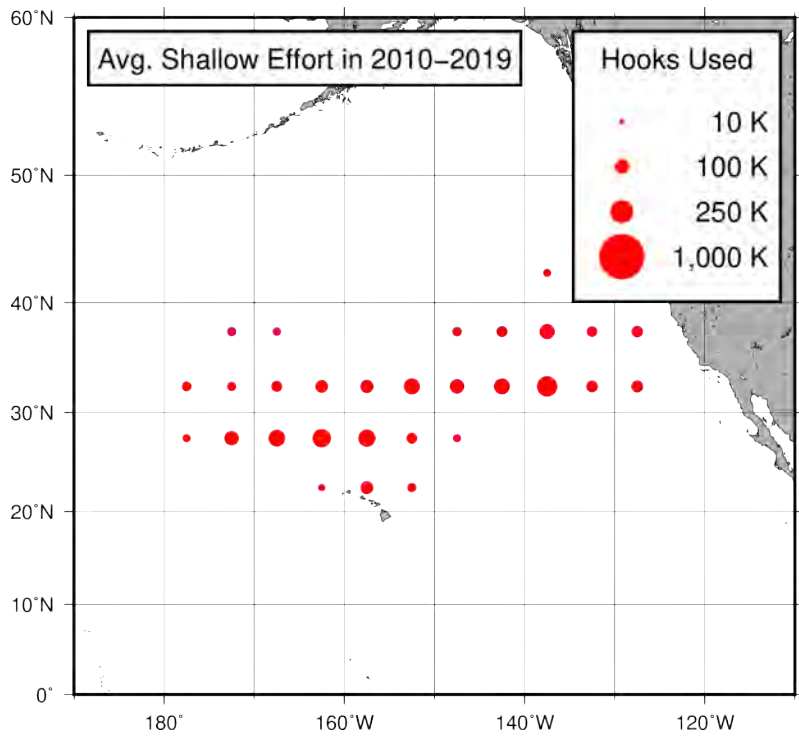 Avg. Shallow Effort in 2010−2019
Hooks Used
10 K
100 K
250 K
1,000 K
60˚N
50˚N
40˚N
30˚N
20˚N
10˚N
0˚
180˚
160˚W
140˚W
120˚W